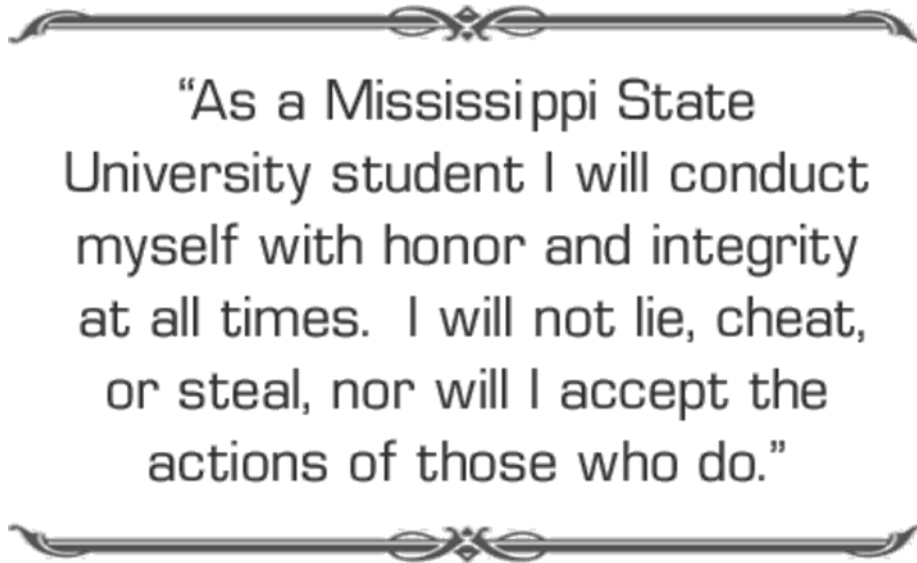 “As a Mississippi State
University student I will conduct
myself with honor and integrity
at all times.  I will not lie, cheat,
or steal, nor will I accept the
actions of those who do.”